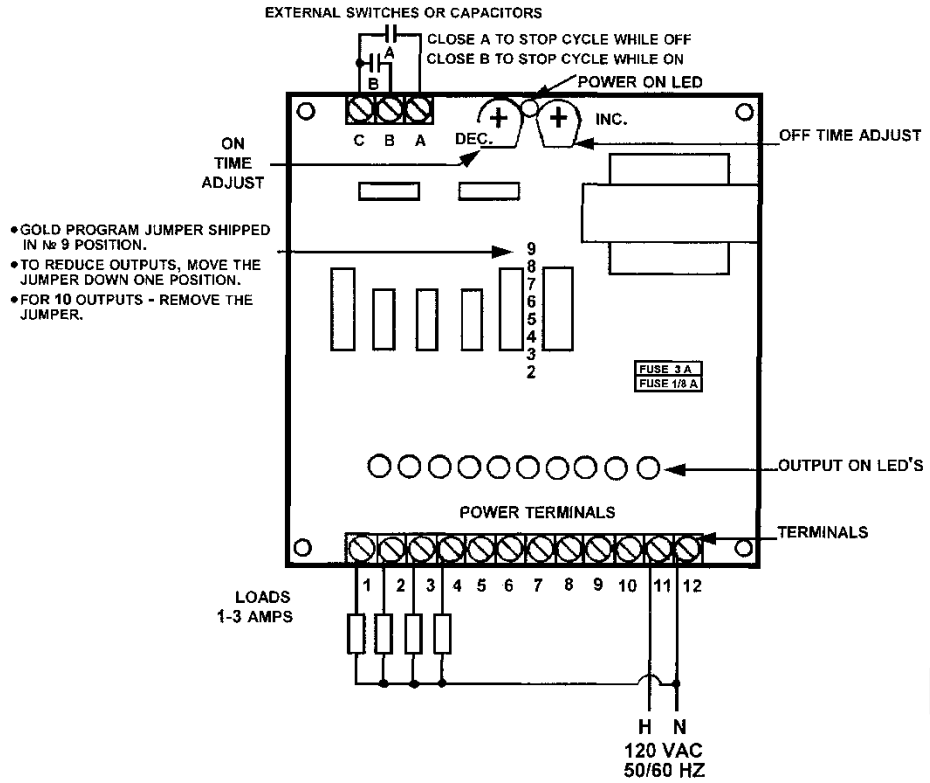 EXTERNAL SWITCHES OR CAPACITORS
A
CLOSE A TO STOP CYCLE WHILE OFF
CLOSE B TO STOP CYCLE WHILE ON
B
POWER ON LED
C B A
DEC.
INC.
OFF TIME ADJUST
ON
TIME
ADJUST
•GOLD PROGRAM JUMPER SHIPPED
IN № 9 POSITION.
•TO REDUCE OUTPUTS, MOVE THE
JUMPER DOWN ONE POSITION.
•FOR 10 OUTPUTS - REMOVE THE
JUMPER.
9
8
7
6
5
4
3
2
FUSE 3 A
FUSE 1/8 A
OUTPUT ON LED'S
POWER TERMINALS
TERMINALS
1 2 3 4 5 6 7 8 9 10 11 12
LOADS
1-3 AMPS
H N
120 VAC
50/60 HZ